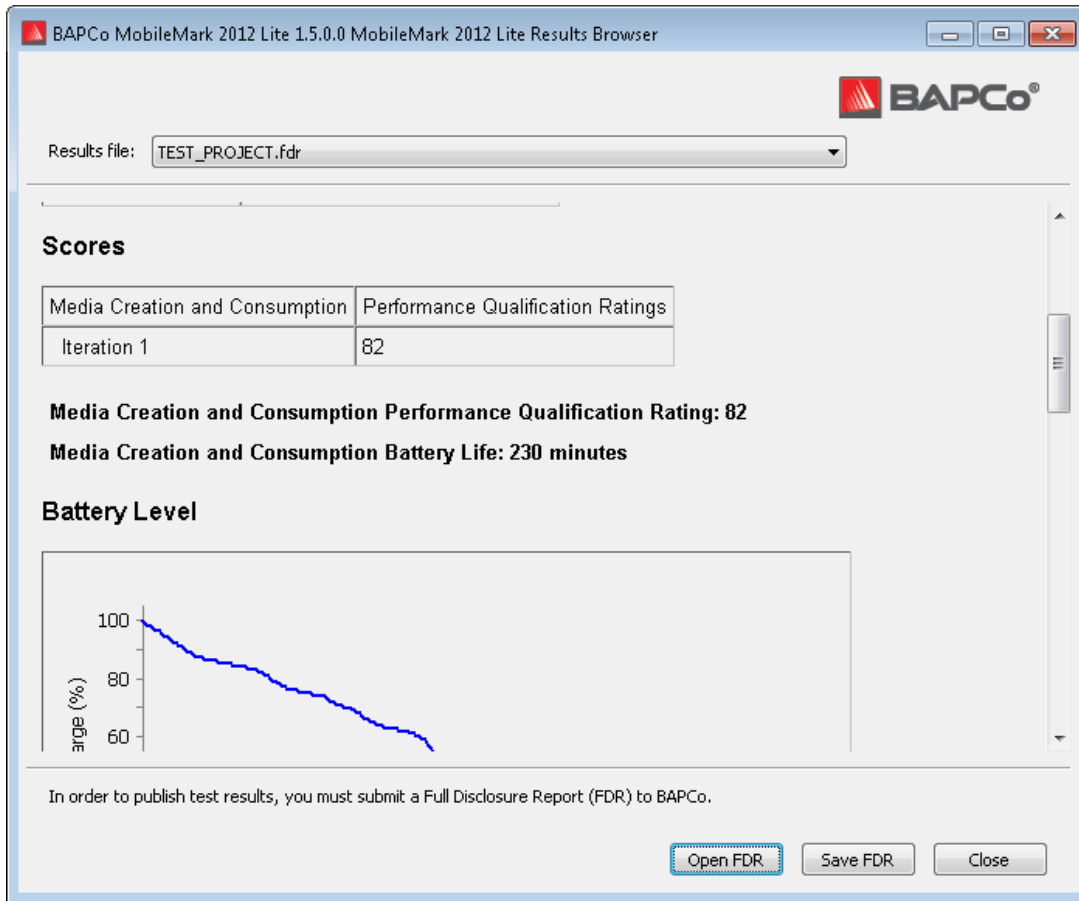 BAPCo MobileMark 2012 Lite 1.5.0.0 MobileMark 2012 Lite Results Browser
BAPCo®
Results file: TEST_PROJECT.fdr
Scores
Media Creation and Consumption Performance Qualification Ratings
Iteration 1 82
Media Creation and Consumption Performance Qualification Rating: 82
Media Creation and Consumption Battery Life: 230 minutes
Battery Level
100
80
60
arge (%)
In order to publish test results, you must submit a Full Disclosure Report (FDR) to BAPCo.
Open FDR Save FDR Close